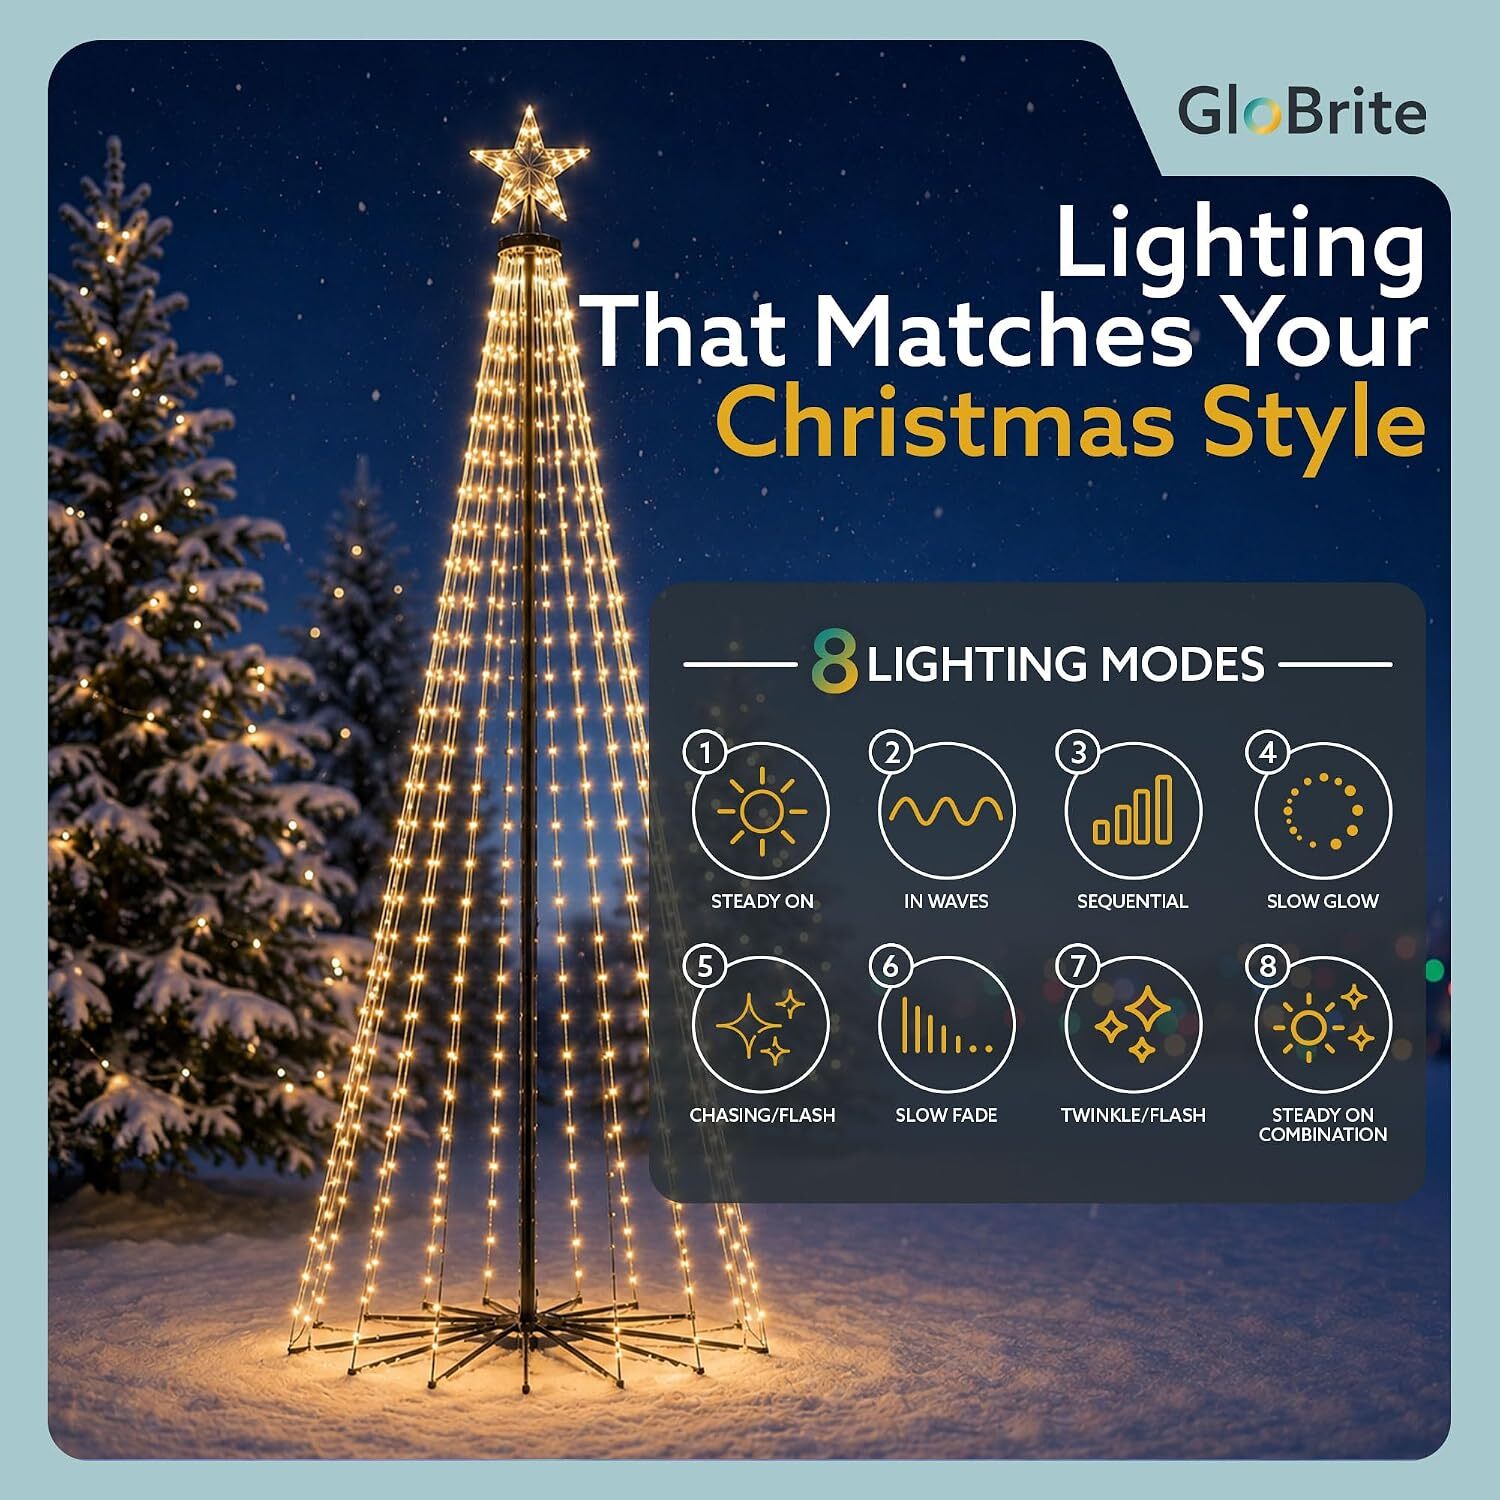 GloBrite
Lighting
That Matches Your
Christmas Style
8 LIGHTING MODES
1
2
3
4
STEADY ON
IN WAVES
SEQUENTIAL
SLOW GLOW
5
6
7
8
CHASING/FLASH
SLOW FADE
TWINKLE/FLASH
STEADY ON
COMBINATION